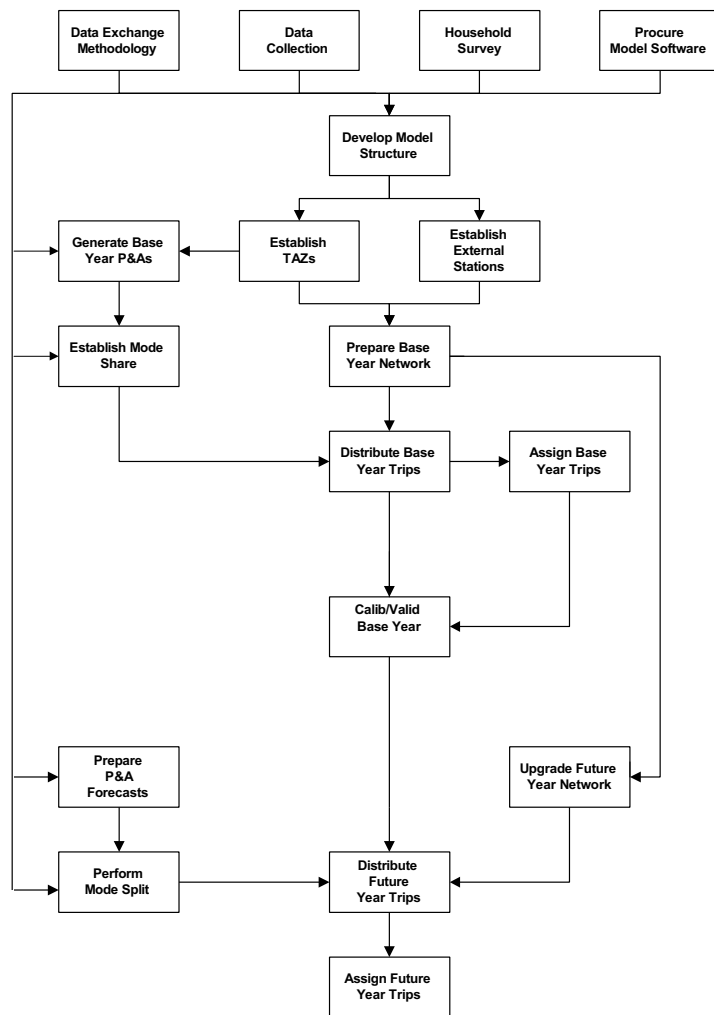 Data Exchange
Methodology
Data
Collection
Household
Survey
Procure
Model Software
Develop Model
Structure
Generate Base
Year P&As
Establish
TAZs
Establish
External
Stations
Establish Mode
Share
Prepare Base
Year Network
Distribute Base
Year Trips
Assign Base
Year Trips
Calib/Valid
Base Year
Prepare
P&A
Forecasts
Upgrade Future
Year Network
Perform
Mode Split
Distribute
Future
Year Trips
Assign Future
Year Trips